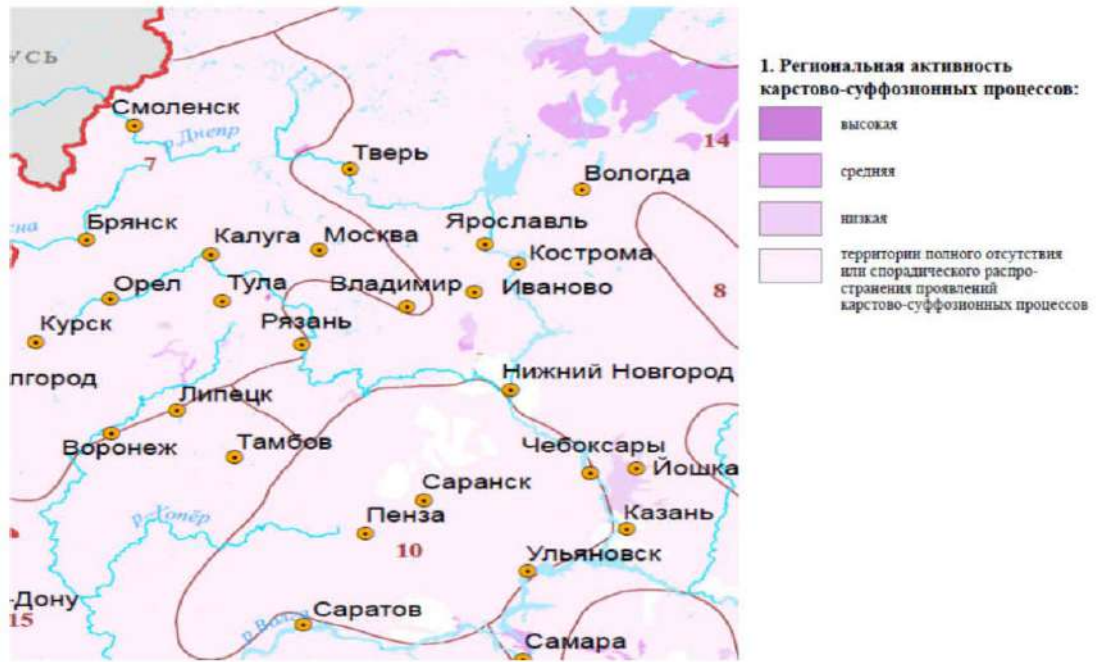 УСЬ
Смоленск
р.Днепр
7
Тверь
14
Вологда
на
Брянск
Калуга
Москва
Ярославль
Кострома
Орел
Тула
Владимир
Иваново
8
Курск
Рязань
лгород
Липецк
Нижний Новгород
Воронеж
Тамбов
Чебоксары
Йошка
Саранск
р. Хопёр
Пенза
Казань
10
Ульяновск
-Дону
15
Саратов
р.Волга
Самара
1. Региональная активность
карстово-суффозионных процессов:
высокая
средняя
низкая
территории полного отсутствия
или спорадического распро-
странения проявлений
карстово-суффозионных процессов